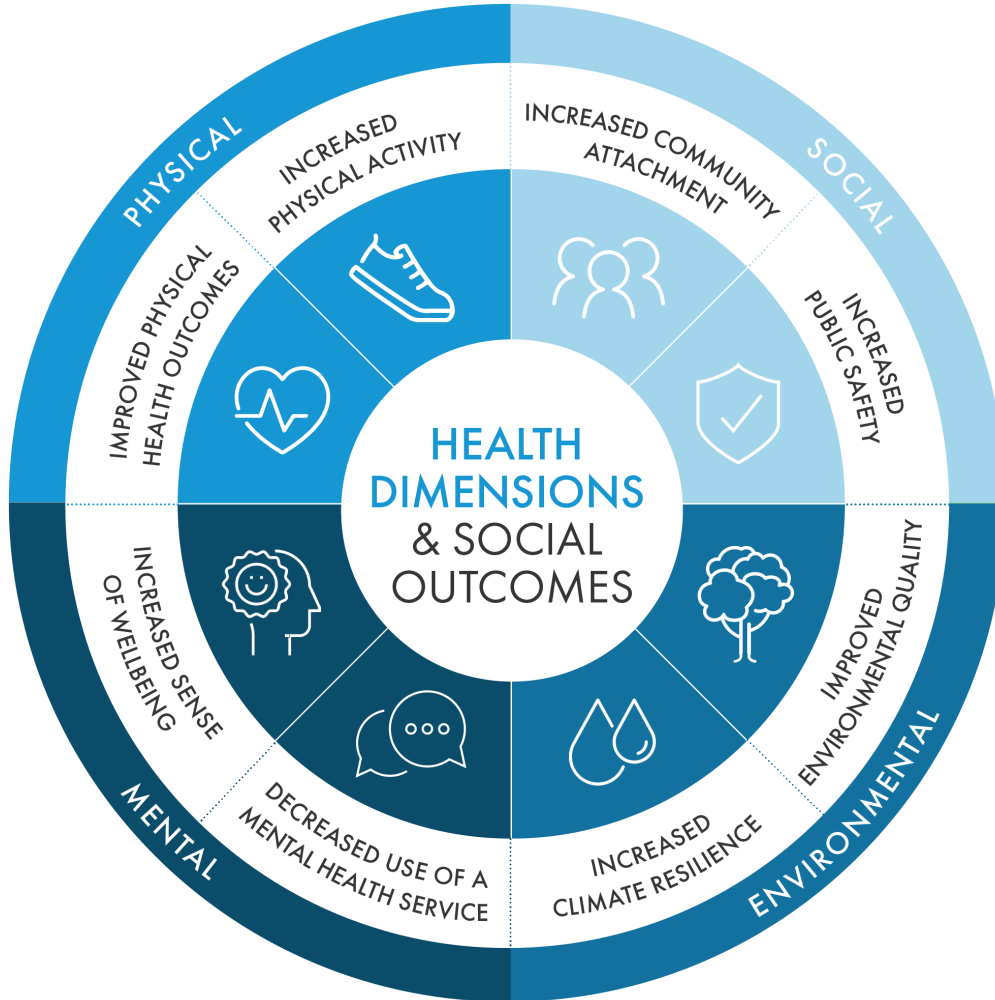 HEALTH
DIMENSIONS
& SOCIAL
OUTCOMES
PHYSICAL
INCREASED
PHYSICAL ACTIVITY
IMPROVED PHYSICAL
HEALTH OUTCOMES
SOCIAL
INCREASED COMMUNITY
ATTACHMENT
INCREASED
PUBLIC SAFETY
ENVIRONMENTAL
IMPROVED
ENVIRONMENTAL QUALITY
INCREASED
CLIMATE RESILIENCE
MENTAL
DECREASED USE OF A
MENTAL HEALTH SERVICE
INCREASED SENSE
OF WELLBEING